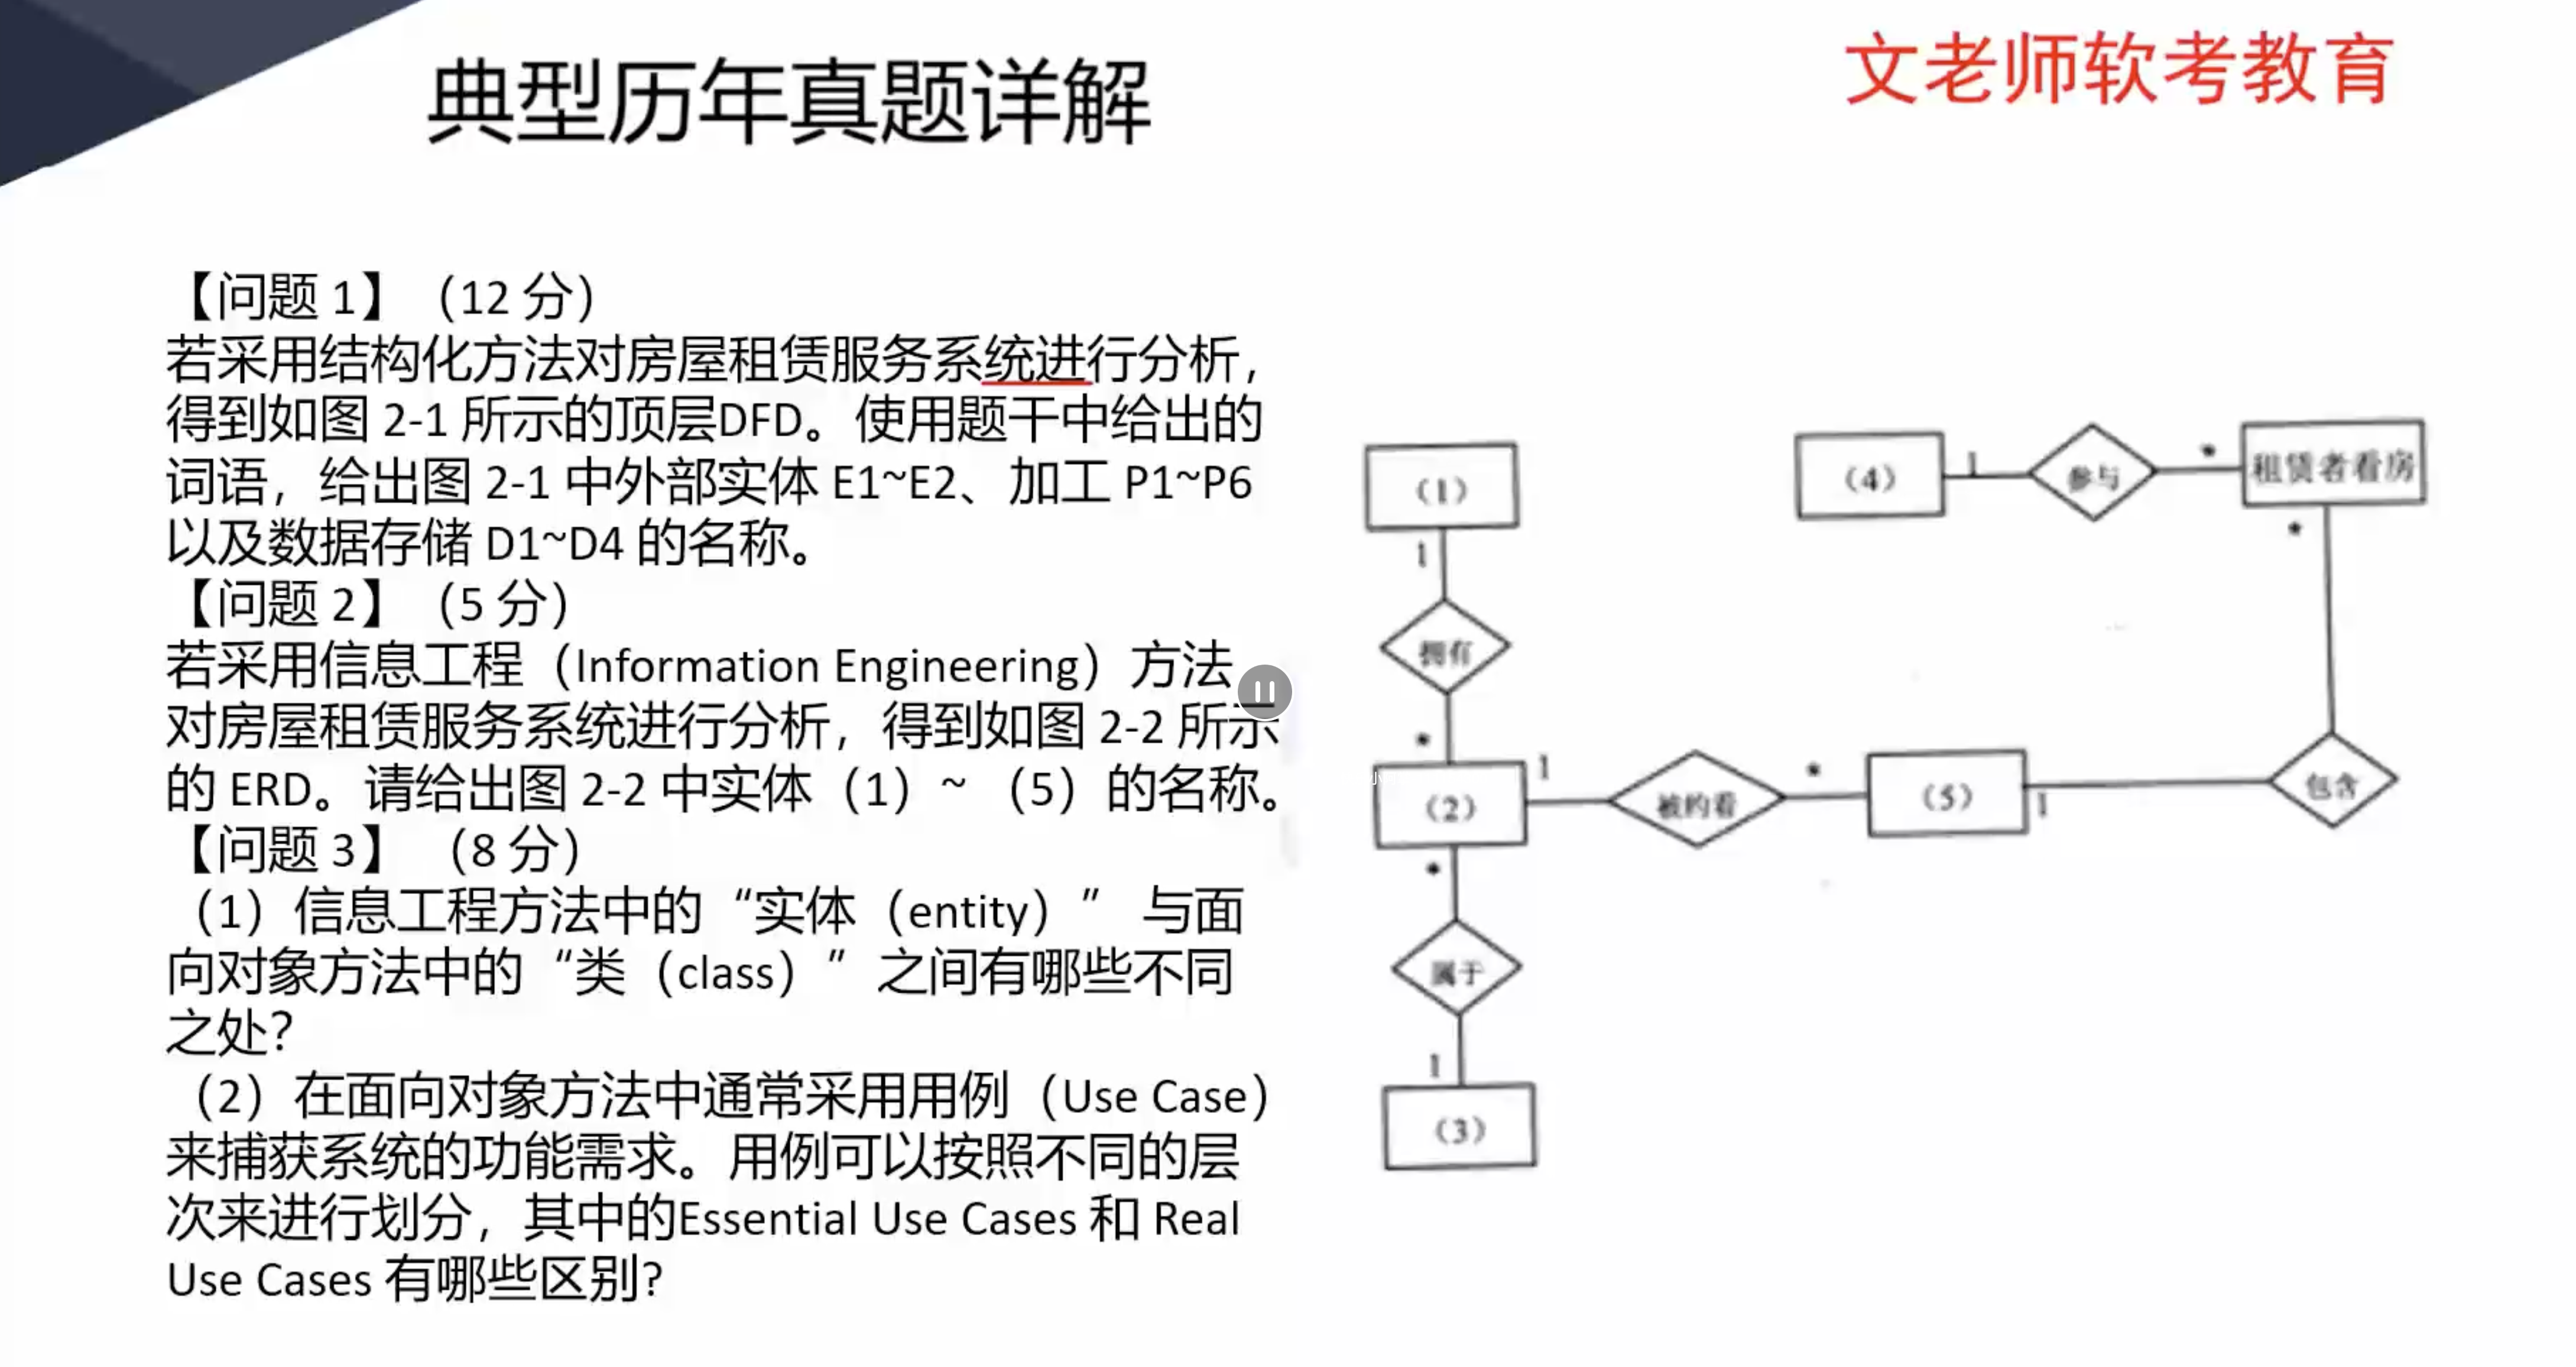 典型历年真题详解
文老师软考教育
【问题 1】（12 分）
若采用结构化方法对房屋租赁服务系统进行分析，
得到如图 2-1 所示的顶层DFD。使用题干中给出的
词语，给出图 2-1 中外部实体 E1~E2、加工 P1~P6
以及数据存储 D1~D4 的名称。
【问题 2】（5 分）
若采用信息工程（Information Engineering）方法
对房屋租赁服务系统进行分析，得到如图 2-2 所示
的 ERD。请给出图 2-2 中实体（1）~ （5）的名称。
【问题 3】 （8 分）
（1）信息工程方法中的“实体（entity）” 与面
向对象方法中的“类（class）”之间有哪些不同
之处？
（2）在面向对象方法中通常采用用例（Use Case）
来捕获系统的功能需求。用例可以按照不同的层
次来进行划分，其中的Essential Use Cases 和 Real
Use Cases 有哪些区别？
（1）
1
拥有
*
（2）
1
被约看
*
（5）
1
包含
*
租赁者看房
*
参与
1
（4）
*
属于
1
（3）